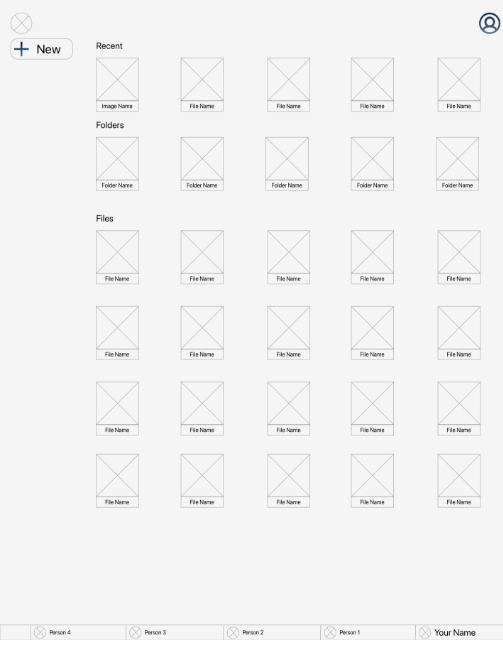 New
Recent
Image Name File Name File Name File Name File Name
Folders
Folder Name Folder Name Folder Name Folder Name Folder Name
Files
File Name File Name File Name File Name File Name
File Name File Name File Name File Name File Name
File Name File Name File Name File Name File Name
File Name File Name File Name File Name File Name
Person 4 Person 3 Person 2 Person 1 Your Name